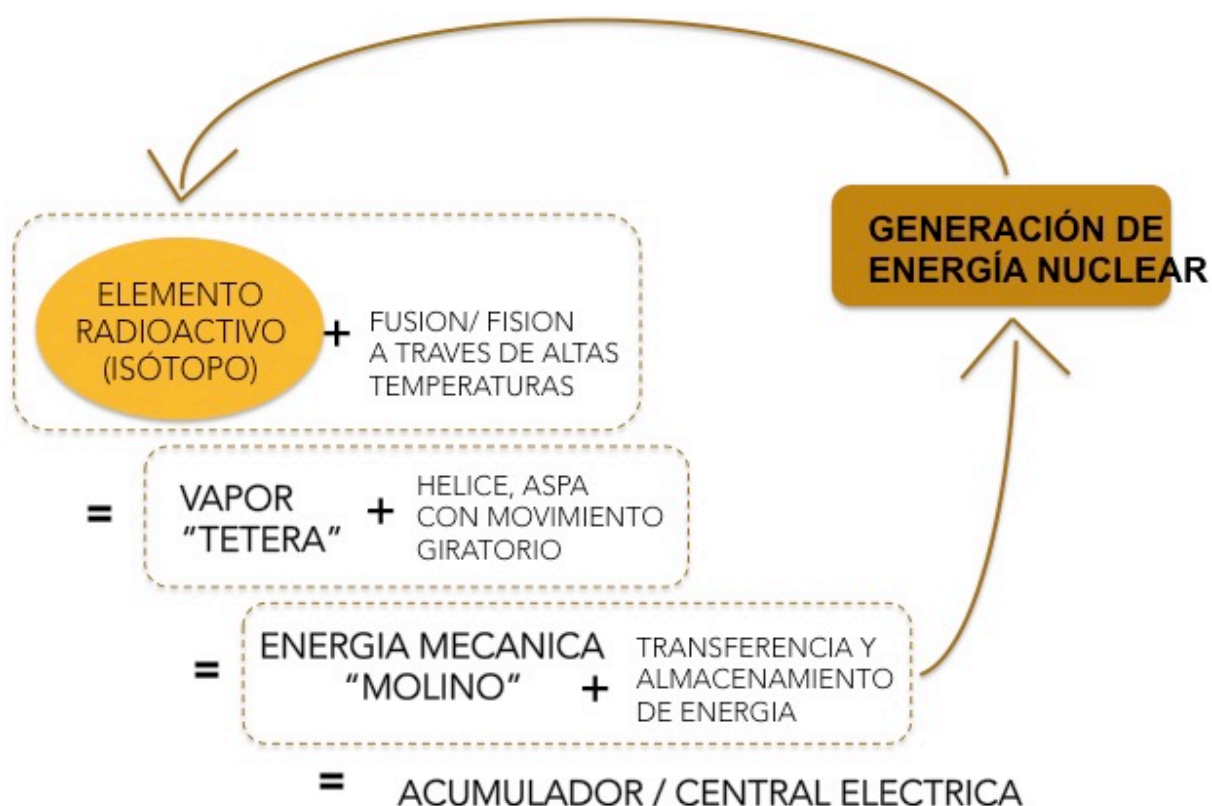 GENERACIÓN DE
ENERGÍA NUCLEAR
ELEMENTO
RADIOACTIVO
(ISÓTOPO)
+
FUSION/ FISION
A TRAVES DE ALTAS
TEMPERATURAS
=
VAPOR
“TETERA”
+
HELICE, ASPA
CON MOVIMIENTO
GIRATORIO
=
ENERGIA MECANICA
“MOLINO”
+
TRANSFERENCIA Y
ALMACENAMIENTO
DE ENERGIA
=
ACUMULADOR / CENTRAL ELECTRICA